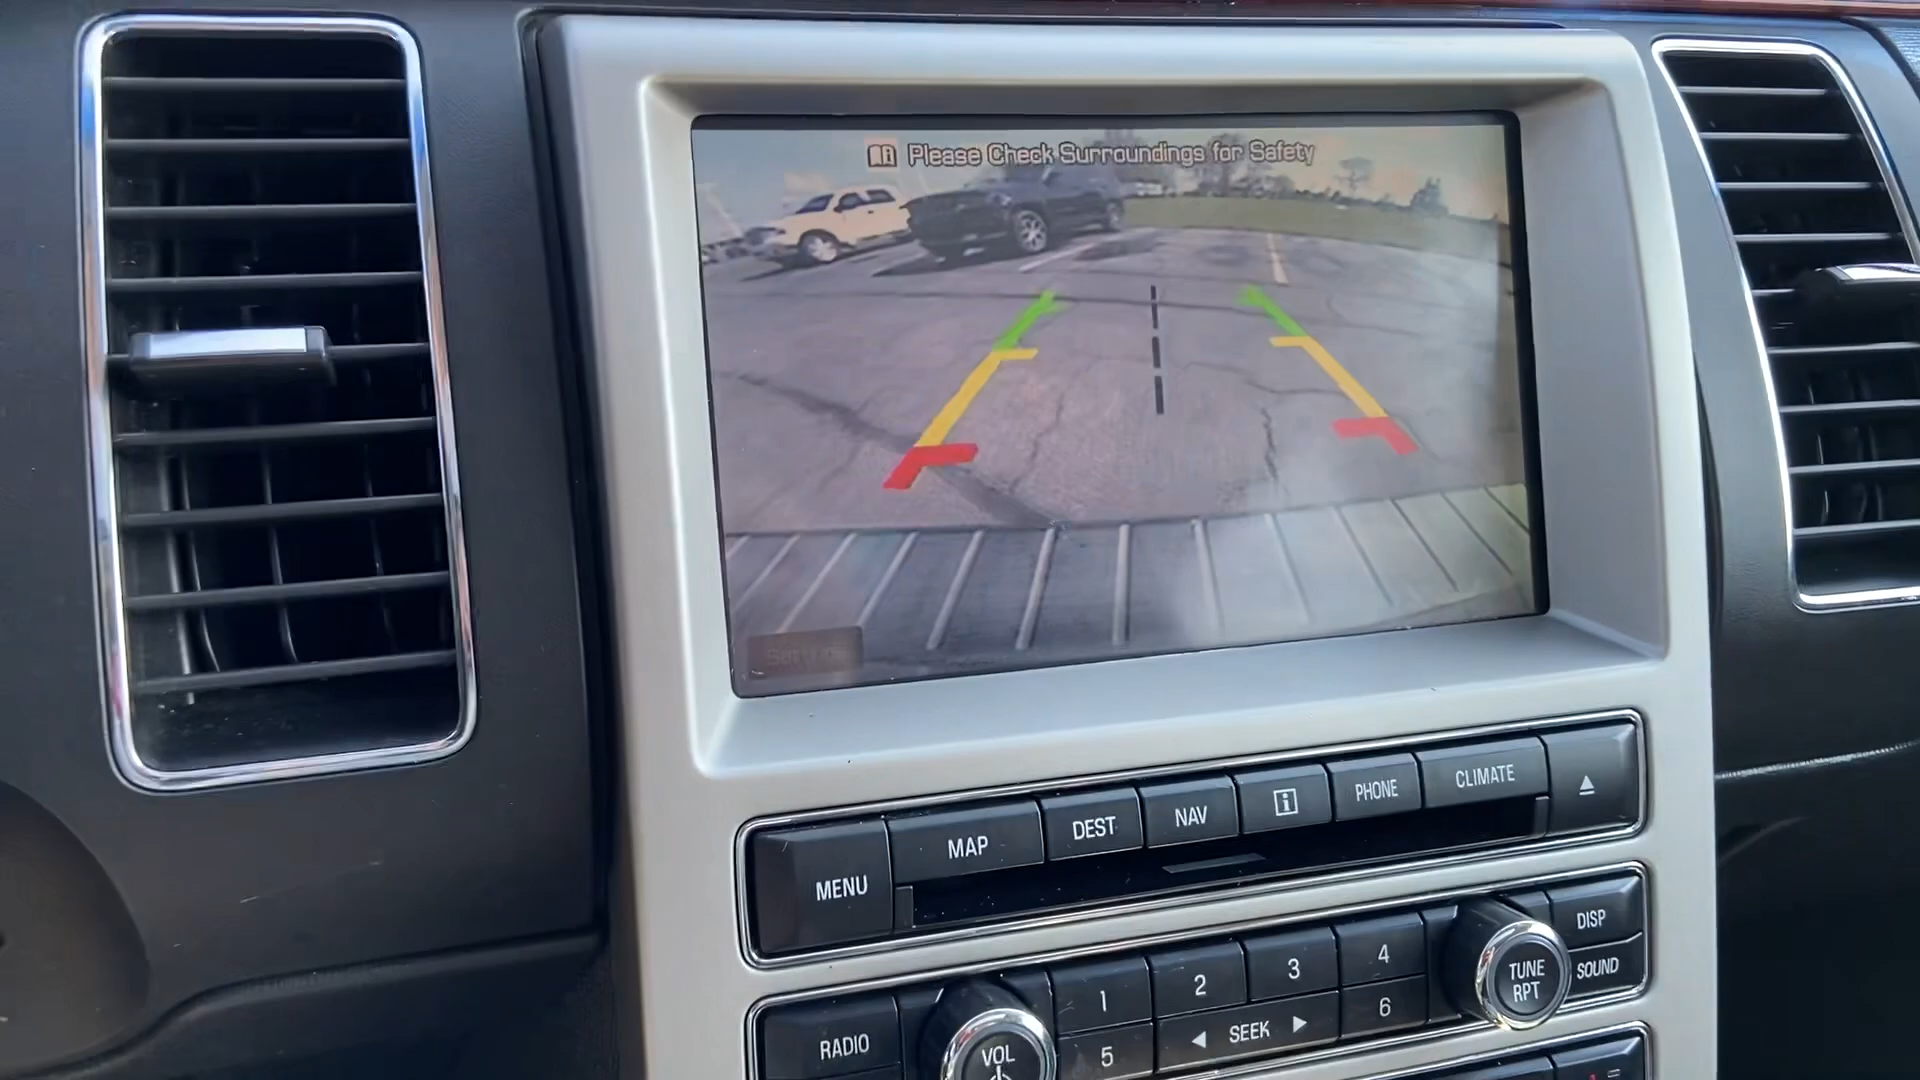 Please Check Surroundings for Safety
Settings
MENU
MAP
DEST
NAV
PHONE
CLIMATE
RADIO
VOL
1
2
3
4
5
SEEK
6
TUNE
RPT
DISP
SOUND